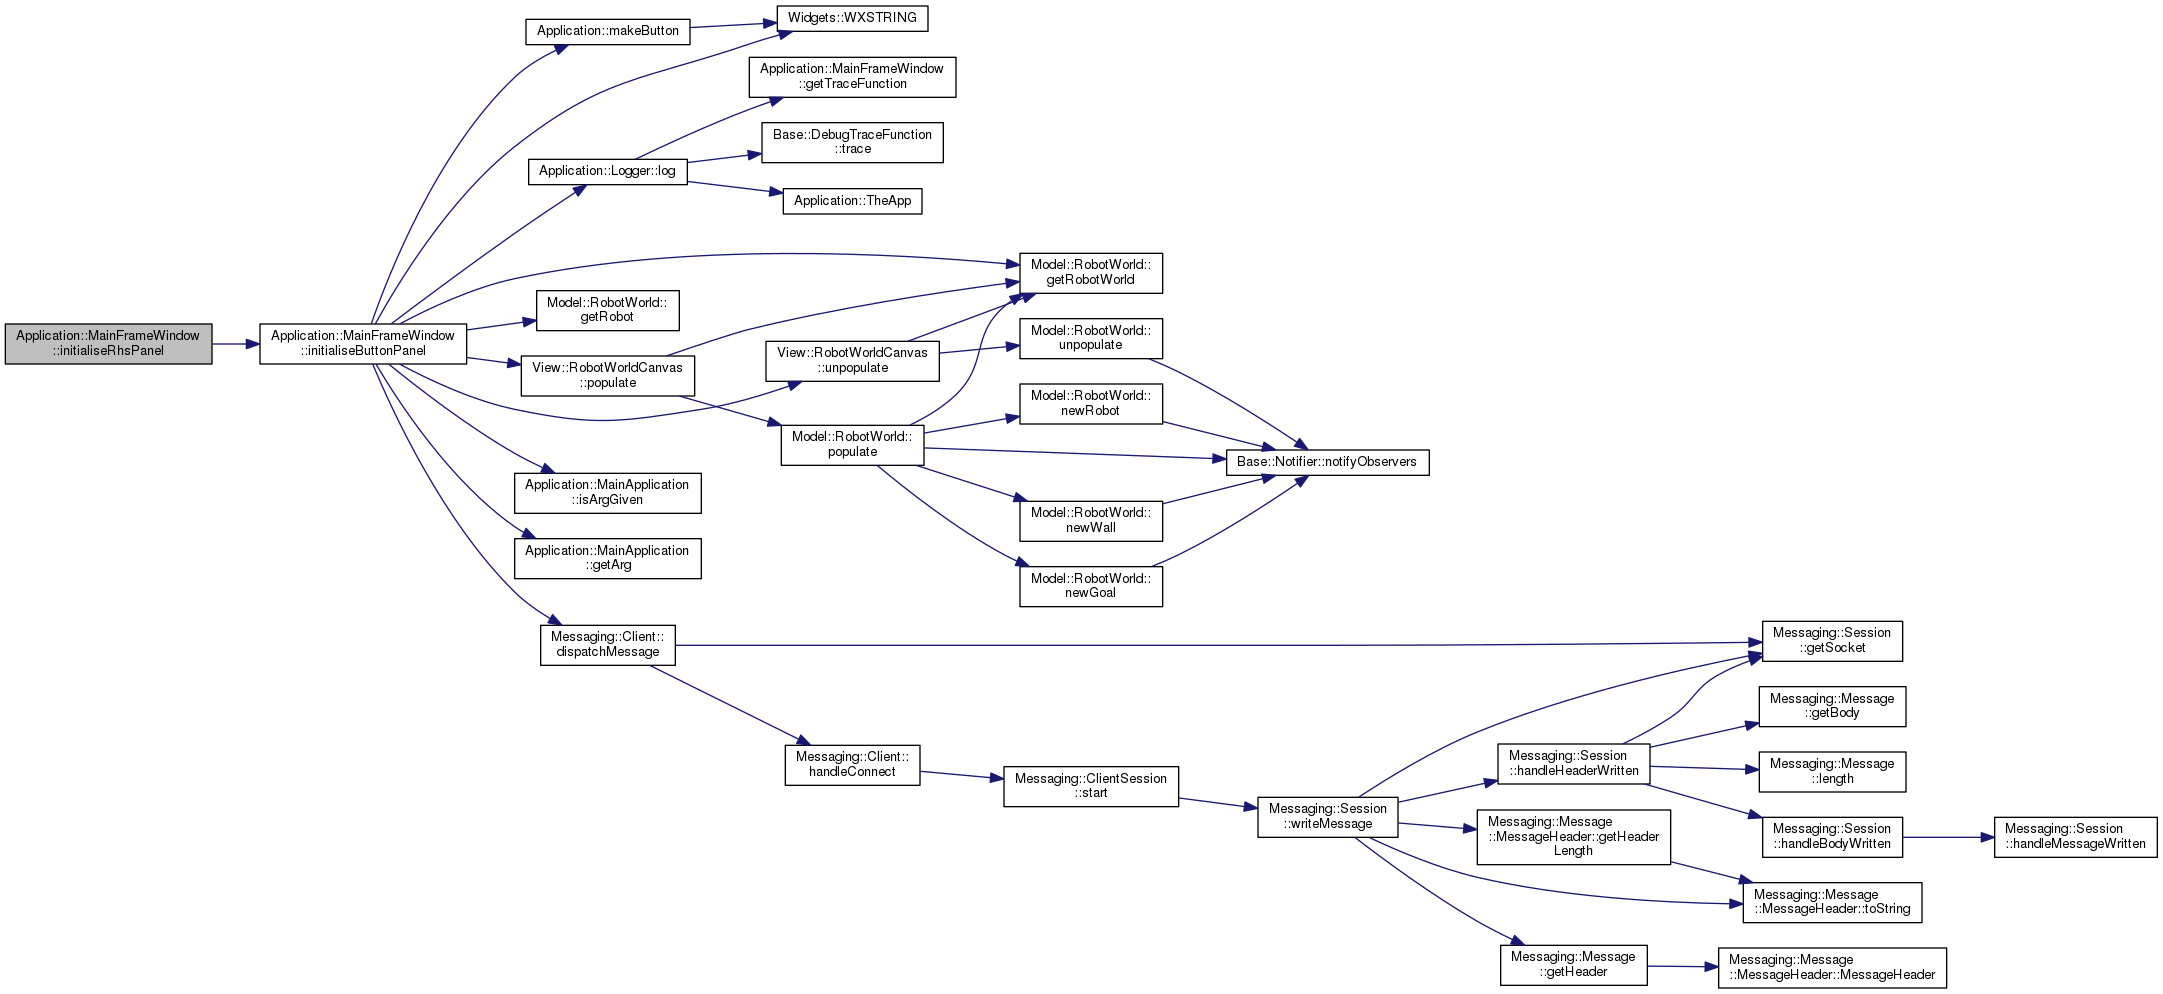 Application::MainFrameWindow
::initialiseRhsPanel
Application::MainFrameWindow
::initialiseButtonPanel
Application::makeButton
Widgets::WXSTRING
Application::MainFrameWindow
::getTraceFunction
Base::DebugTraceFunction
::trace
Application::Logger::log
Application::TheApp
Model::RobotWorld::
getRobotWorld
Model::RobotWorld::
getRobot
View::RobotWorldCanvas
::populate
View::RobotWorldCanvas
::unpopulate
Model::RobotWorld::
unpopulate
Model::RobotWorld::
newRobot
Model::RobotWorld::
populate
Base::Notifier::notifyObservers
Model::RobotWorld::
newWall
Model::RobotWorld::
newGoal
Application::MainApplication
::isArgGiven
Application::MainApplication
::getArg
Messaging::Client::
dispatchMessage
Messaging::Session
::getSocket
Messaging::Client::
handleConnect
Messaging::ClientSession
::start
Messaging::Session
::writeMessage
Messaging::Session
::handleHeaderWritten
Messaging::Message
::getBody
Messaging::Message
::length
Messaging::Session
::handleBodyWritten
Messaging::Session
::handleMessageWritten
Messaging::Message
::MessageHeader::getHeader
Length
Messaging::Message
::MessageHeader::toString
Messaging::Message
::getHeader
Messaging::Message
::MessageHeader::MessageHeader